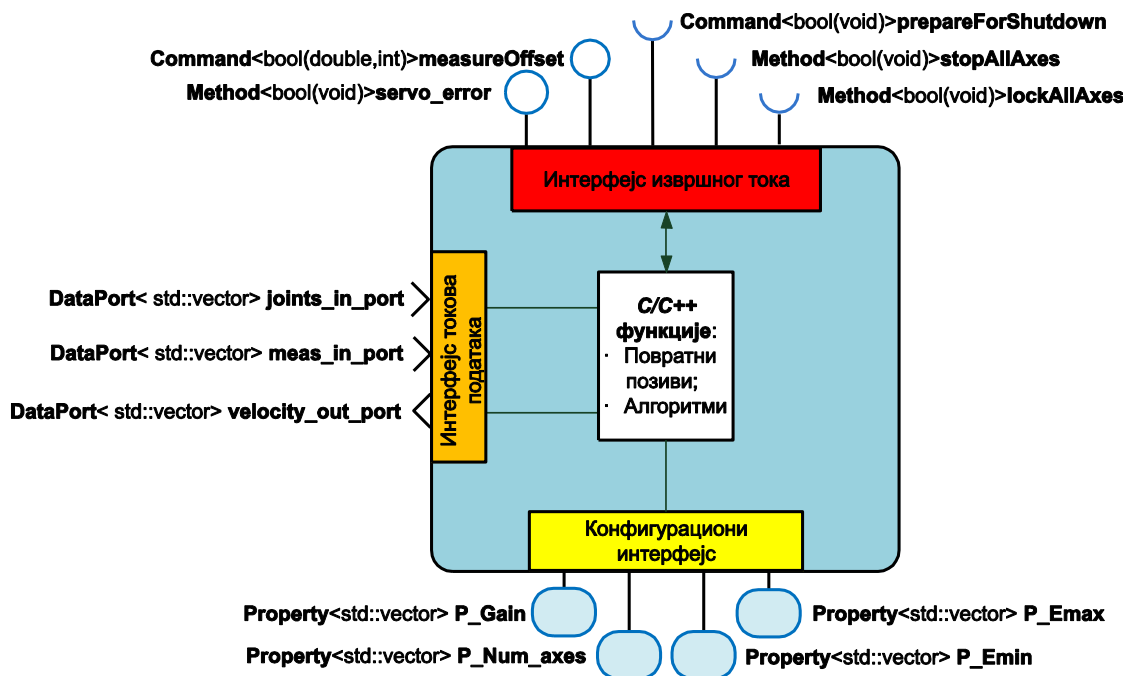 Command<bool(void)>prepareForShutdown
Command<bool(double,int)>measureOffset
Method<bool(void)>stopAllAxes
Method<bool(void)>servo_error
Method<bool(void)>lockAllAxes
Интерфејс извршног тока
DataPort< std::vector> joints_in_port
DataPort< std::vector> meas_in_port
DataPort< std::vector> velocity_out_port
Интерфејс токова
података
C/C++
функције:
· Повратни
позиви;
· Алгоритми
Конфигурациони
интерфејс
Property<std::vector> P_Gain
Property<std::vector> P_Emax
Property<std::vector> P_Num_axes
Property<std::vector> P_Emin